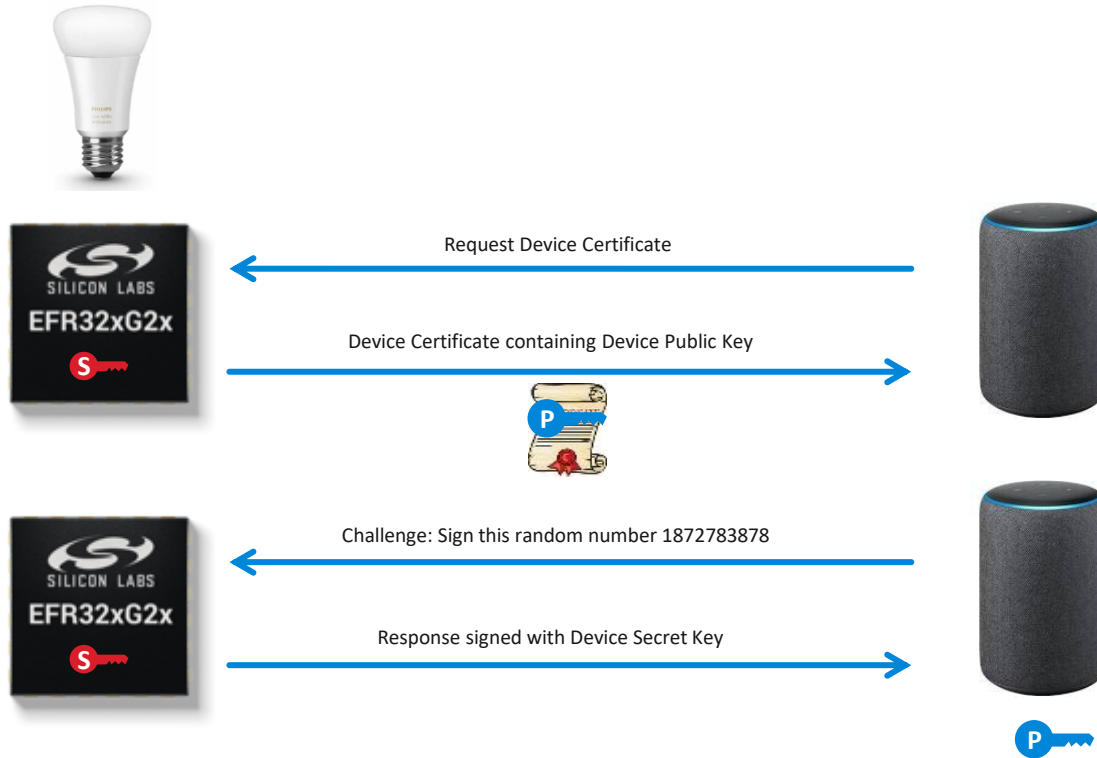 PHILIPS
Request Device Certificate
SILICON LABS
EFR32xG2x
S
Device Certificate containing Device Public Key
P
Challenge: Sign this random number 1872783878
SILICON LABS
EFR32xG2x
S
Response signed with Device Secret Key
P